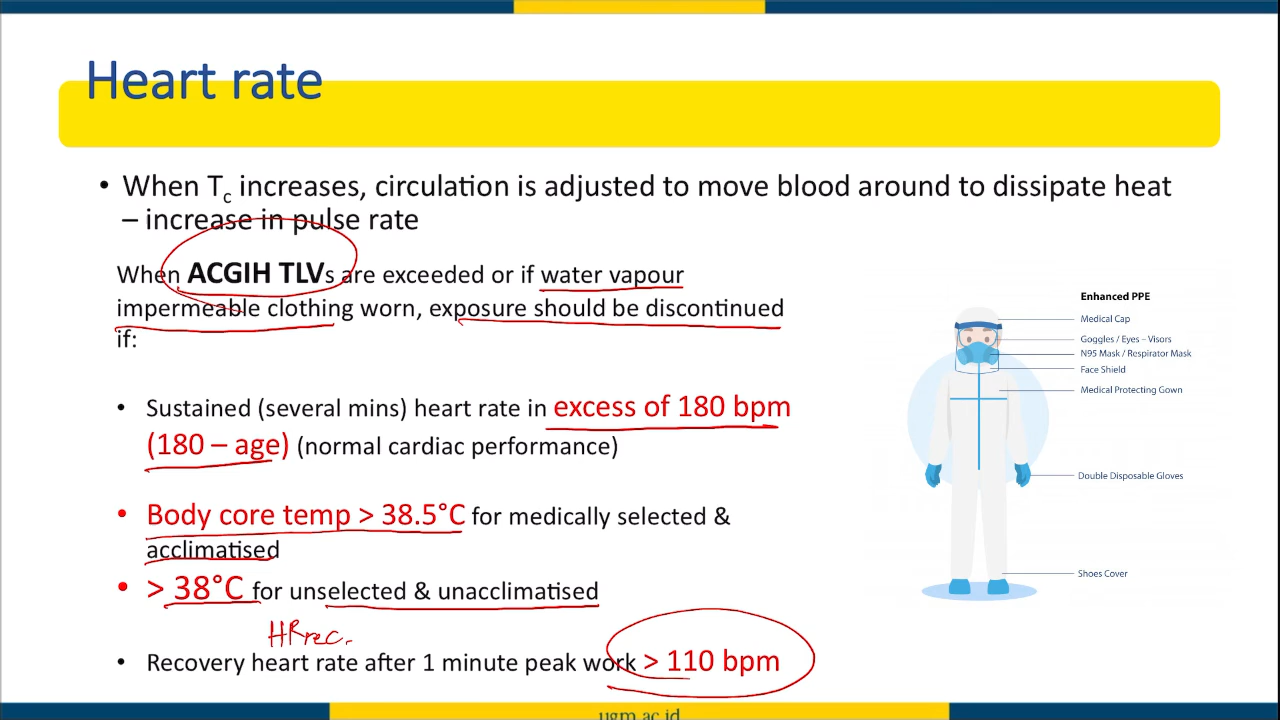 Heart rate
• When Tc increases, circulation is adjusted to move blood around to dissipate heat
– increase in pulse rate
When ACGIH TLVs are exceeded or if water vapour
impermeable clothing worn, exposure should be discontinued
if:
• Sustained (several mins) heart rate in excess of 180 bpm
(180 – age) (normal cardiac performance)
• Body core temp > 38.5°C for medically selected &
acclimatised
• > 38°C for unselected & unacclimatised
HRrec.
• Recovery heart rate after 1 minute peak work > 110 bpm
Enhanced PPE
Medical Cap
Goggles / Eyes – Visors
N95 Mask / Respirator Mask
Face Shield
Medical Protecting Gown
Double Disposable Gloves
Shoes Cover
ugm.ac.id